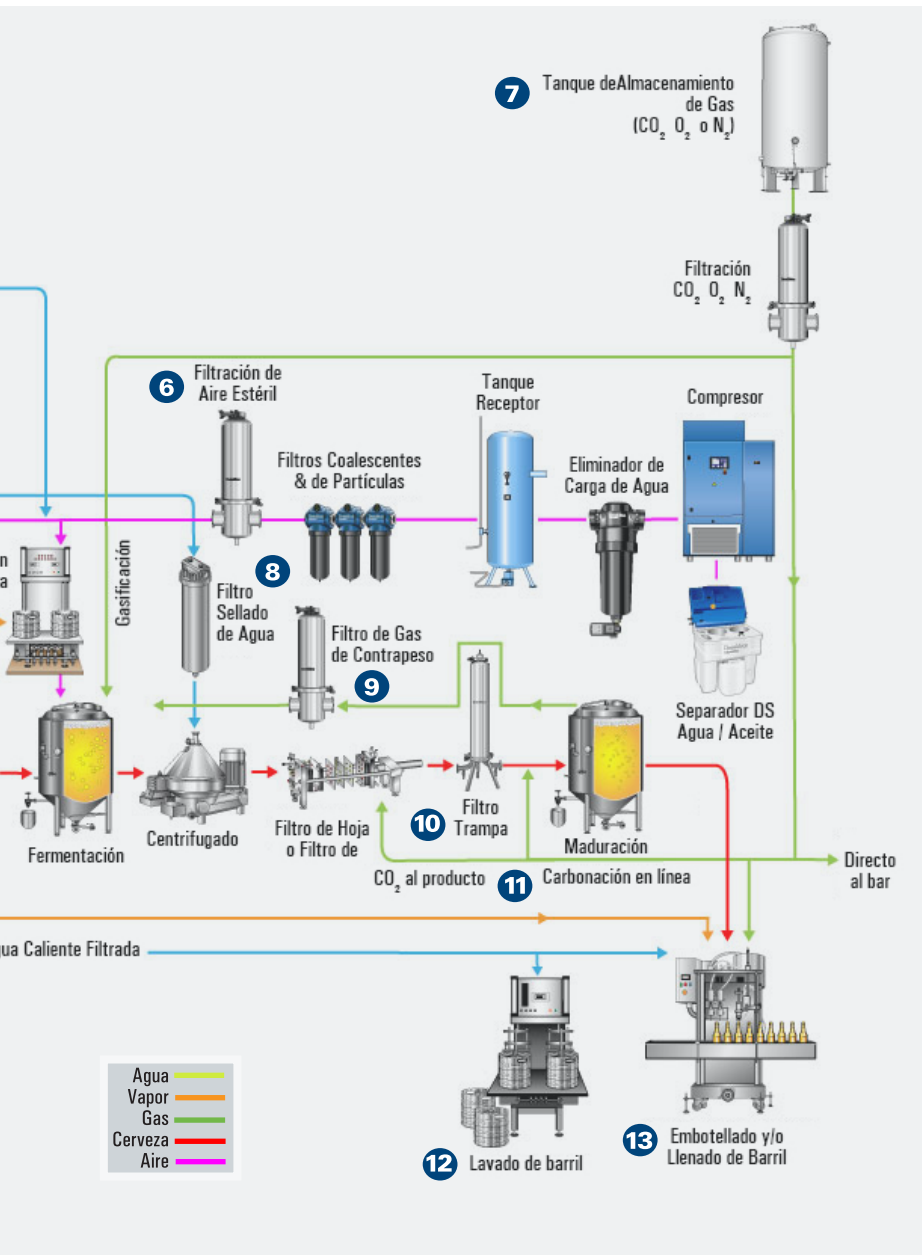 7
Tanque deAlmacenamiento
de Gas
(CO2 O2 o N2)
Filtración
CO2 O2 N2
6
Filtración de
Aire Estéril
Tanque
Receptor
Compresor
Filtros Coalescentes
& de Partículas
Eliminador de
Carga de Agua
Gasificación
8
Filtro
Sellado
de Agua
Filtro de Gas
de Contrapeso
9
Separador DS
Agua / Aceite
Fermentación
Centrifugado
Filtro de Hoja
o Filtro de
10
Filtro
Trampa
Maduración
CO2 al producto
11
Carbonación en línea
Directo
al bar
gua Caliente Filtrada
Agua
Vapor
Gas
Cerveza
Aire
12
Lavado de barril
13
Embotellado y/o
Llenado de Barril